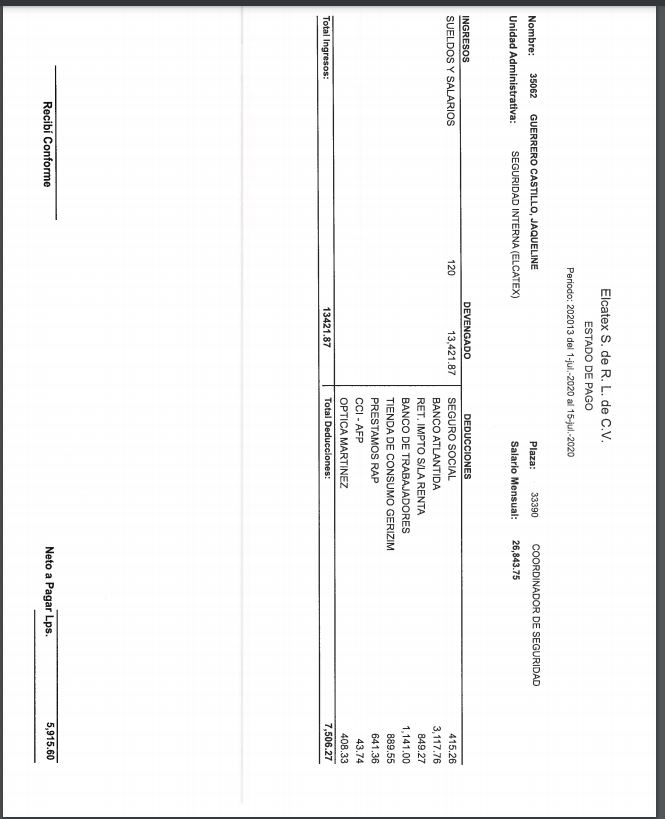 Elcatex S. de R. L. de C.V.
ESTADO DE PAGO
Periodo: 202013 del 1-jul.-2020 al 15-jul.-2020
Nombre: 35062 GUERRERO CASTILLO, JAQUELINE Plaza: 33390 COORDINADOR DE SEGURIDAD
Unidad Administrativa: SEGURIDAD INTERNA (ELCATEX) Salario Mensual: 26,843.75
INGRESOS DEVENGADO DEDUCCIONES
SUELDOS Y SALARIOS 120 13,421.87 SEGURO SOCIAL 415.26
BANCO ATLANTIDA 3,117.76
RET. IMPTO S/LA RENTA 849.27
BANCO DE TRABAJADORES 1,141.00
TIENDA DE CONSUMO GERIZIM 889.55
PRESTAMOS RAP 641.36
CCI - AFP 43.74
OPTICA MARTINEZ 408.33
Total Ingresos: 13421.87 Total Deducciones: 7,506.27
Neto a Pagar Lps. 5,915.60
Recibí Conforme